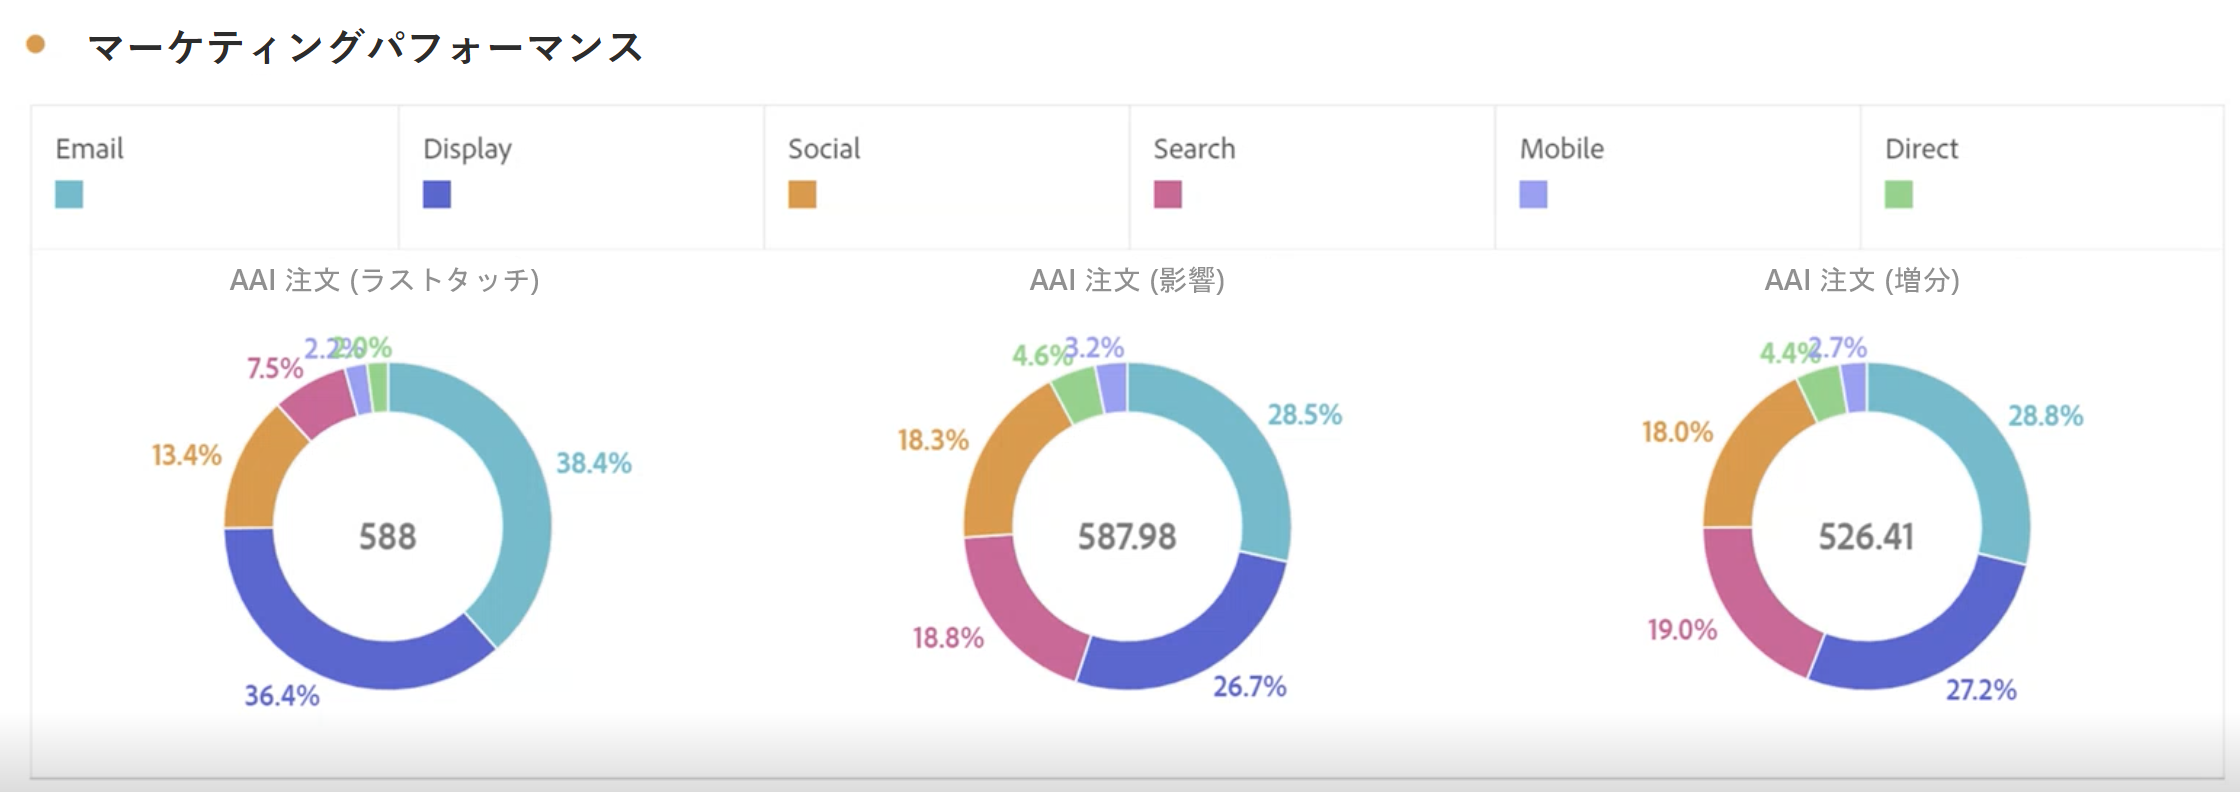 マーケティングパフォーマンス
Email
Display
Social
Search
Mobile
Direct
AAI 注文 (ラストタッチ)
2.2%
2.0%
7.5%
13.4%
38.4%
588
36.4%
AAI 注文 (影響)
4.6%
3.2%
28.5%
18.3%
587.98
18.8%
26.7%
AAI 注文 (増分)
4.4%
2.7%
28.8%
18.0%
526.41
19.0%
27.2%